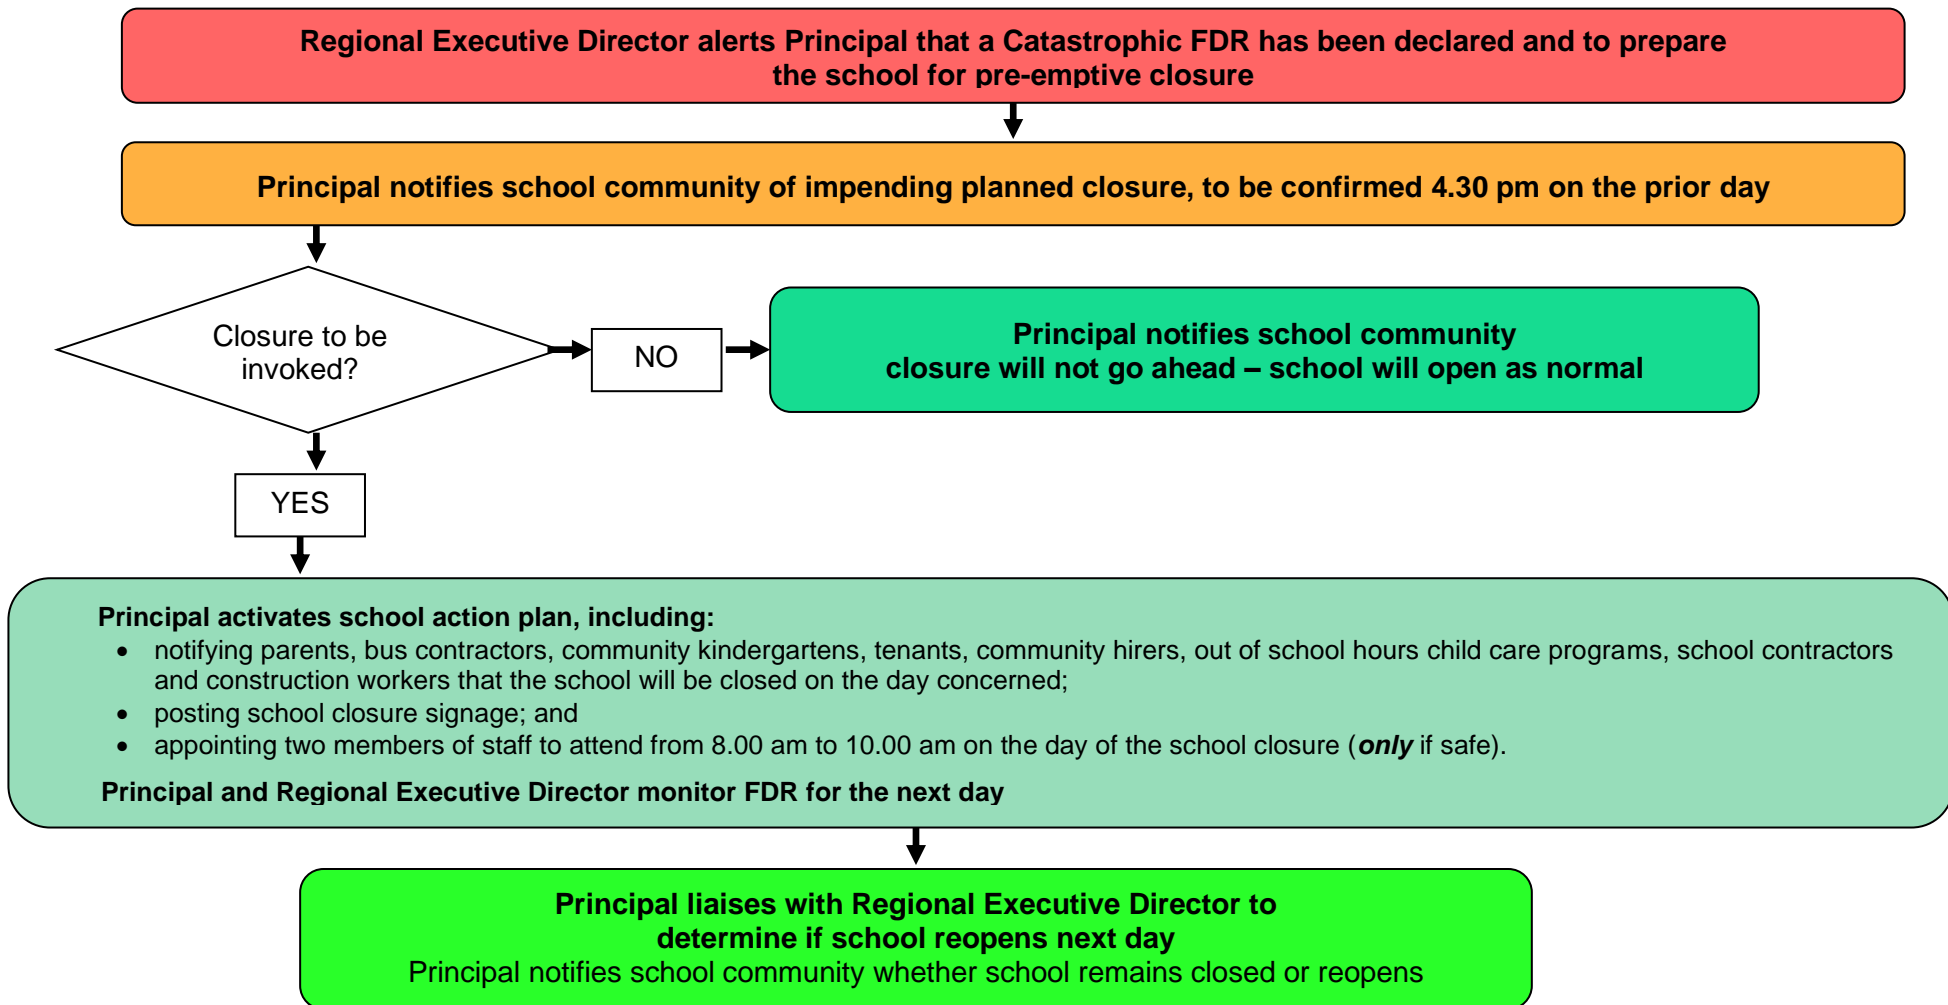 Regional Executive Director alerts Principal that a Catastrophic FDR has been declared and to prepare
the school for pre-emptive closure
Principal notifies school community of impending planned closure, to be confirmed 4.30 pm on the prior day
Closure to be
invoked?
NO
Principal notifies school community
closure will not go ahead – school will open as normal
YES
Principal activates school action plan, including:
• notifying parents, bus contractors, community kindergartens, tenants, community hirers, out of school hours child care programs, school contractors
and construction workers that the school will be closed on the day concerned;
• posting school closure signage; and
• appointing two members of staff to attend from 8.00 am to 10.00 am on the day of the school closure (only if safe).
Principal and Regional Executive Director monitor FDR for the next day
Principal liaises with Regional Executive Director to
determine if school reopens next day
Principal notifies school community whether school remains closed or reopens